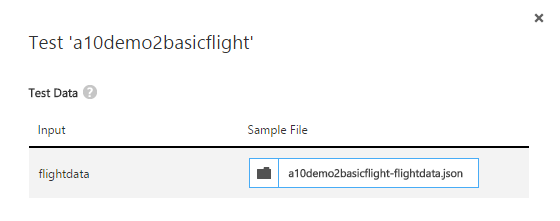 Test 'a10demo2basicflight'
Test Data ?
Input Sample File
flightdata a10demo2basicflight-flightdata.json